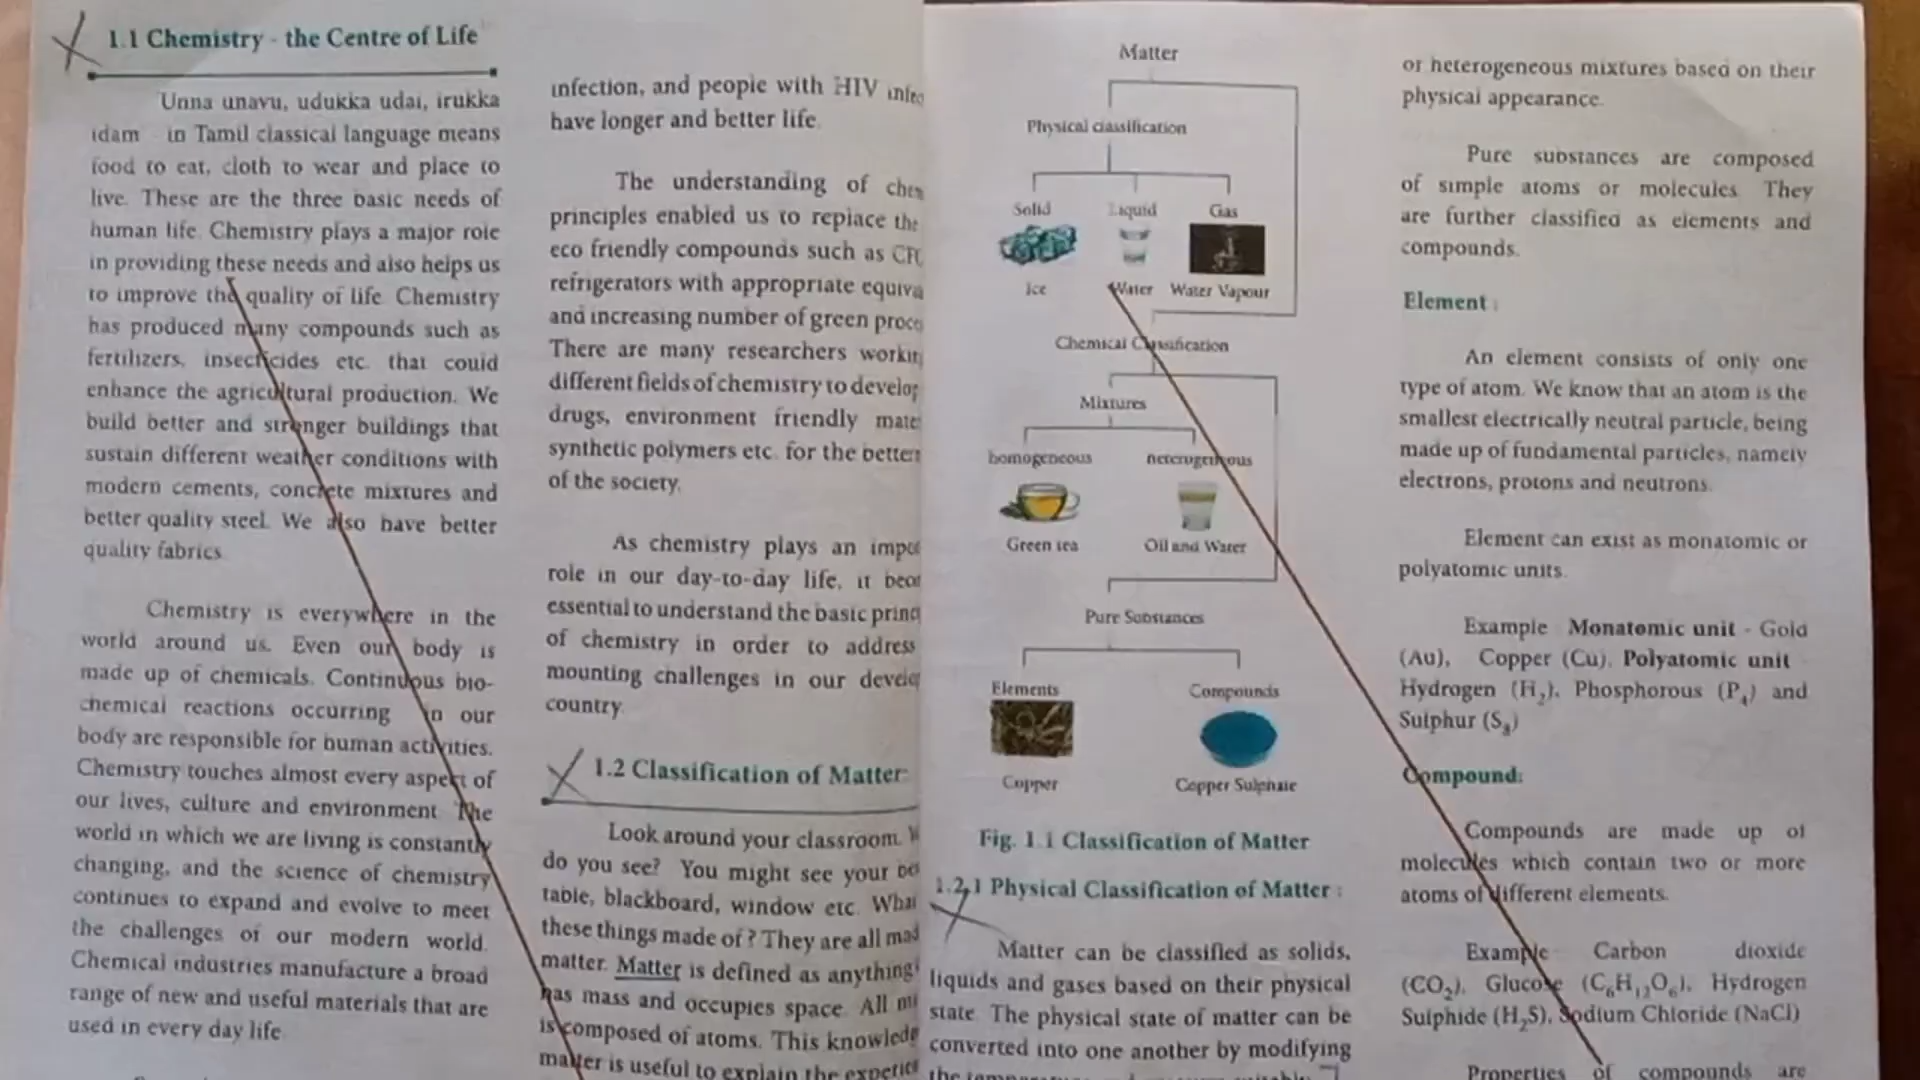 1.1 Chemistry - the Centre of Life
Unna unavu, udukka udai, irukka
idam in Tamil classical language means
food to eat, cloth to wear and place to
live. These are the three basic needs of
human life. Chemistry plays a major role
in providing these needs and also helps us
to improve the quality of life. Chemistry
has produced many compounds such as
fertilizers, insecticides etc. that could
enhance the agricultural production. We
build better and stronger buildings that
sustain different weather conditions with
modern cements, concrete mixtures and
better quality steel. We also have better
quality fabrics.
Chemistry is everywhere in the
world around us. Even our body is
made up of chemicals. Continuous bio-
chemical reactions occurring in our
body are responsible for human activities.
Chemistry touches almost every aspect of
our lives, culture and environment. The
world in which we are living is constantly
changing, and the science of chemistry
continues to expand and evolve to meet
the challenges of our modern world.
Chemical industries manufacture a broad
range of new and useful materials that are
used in every day life.
infection, and people with HIV
have longer and better life.
The understanding of
principles enabled us to replace the
eco friendly compounds such as
refrigerators with appropriate
and increasing number of green
There are many researchers
different fields of chemistry to
drugs, environment friendly
synthetic polymers etc. for the
of the society.
As chemistry plays an
role in our day-to-day life, it
essential to understand the basic
of chemistry in order to address
mounting challenges in our
country.
1.2 Classification of Matter:
Look around your classroom.
do you see? You might see your
table, blackboard, window etc.
these things made of? They are all
matter. Matter is defined as anything
has mass and occupies space. All
is composed of atoms. This
matter is useful to explain the
Matter
Physical classification
Solid Liquid Gas
Ice Water Water Vapour
Chemical Classification
Mixtures
homogeneous heterogeneous
Green tea Oil and Water
Pure Substances
Elements Compounds
Copper Copper Sulphate
Fig. 1.1 Classification of Matter
1.2.1 Physical Classification of Matter :
Matter can be classified as solids,
liquids and gases based on their physical
state. The physical state of matter can be
converted into one another by modifying
the
or heterogeneous mixtures based on their
physical appearance.
Pure substances are composed
of simple atoms or molecules. They
are further classified as elements and
compounds.
Element :
An element consists of only one
type of atom. We know that an atom is the
smallest electrically neutral particle, being
made up of fundamental particles, namely
electrons, protons and neutrons.
Element can exist as monatomic or
polyatomic units.
Example Monatomic unit - Gold
(Au), Copper (Cu). Polyatomic unit
Hydrogen (H₂), Phosphorous (P₄) and
Sulphur (S₈)
Compound:
Compounds are made up of
molecules which contain two or more
atoms of different elements.
Example Carbon dioxide
(CO₂), Glucose (C₆H₁₂O₆), Hydrogen
Sulphide (H₂S), Sodium Chloride (NaCl)
Properties of compounds are